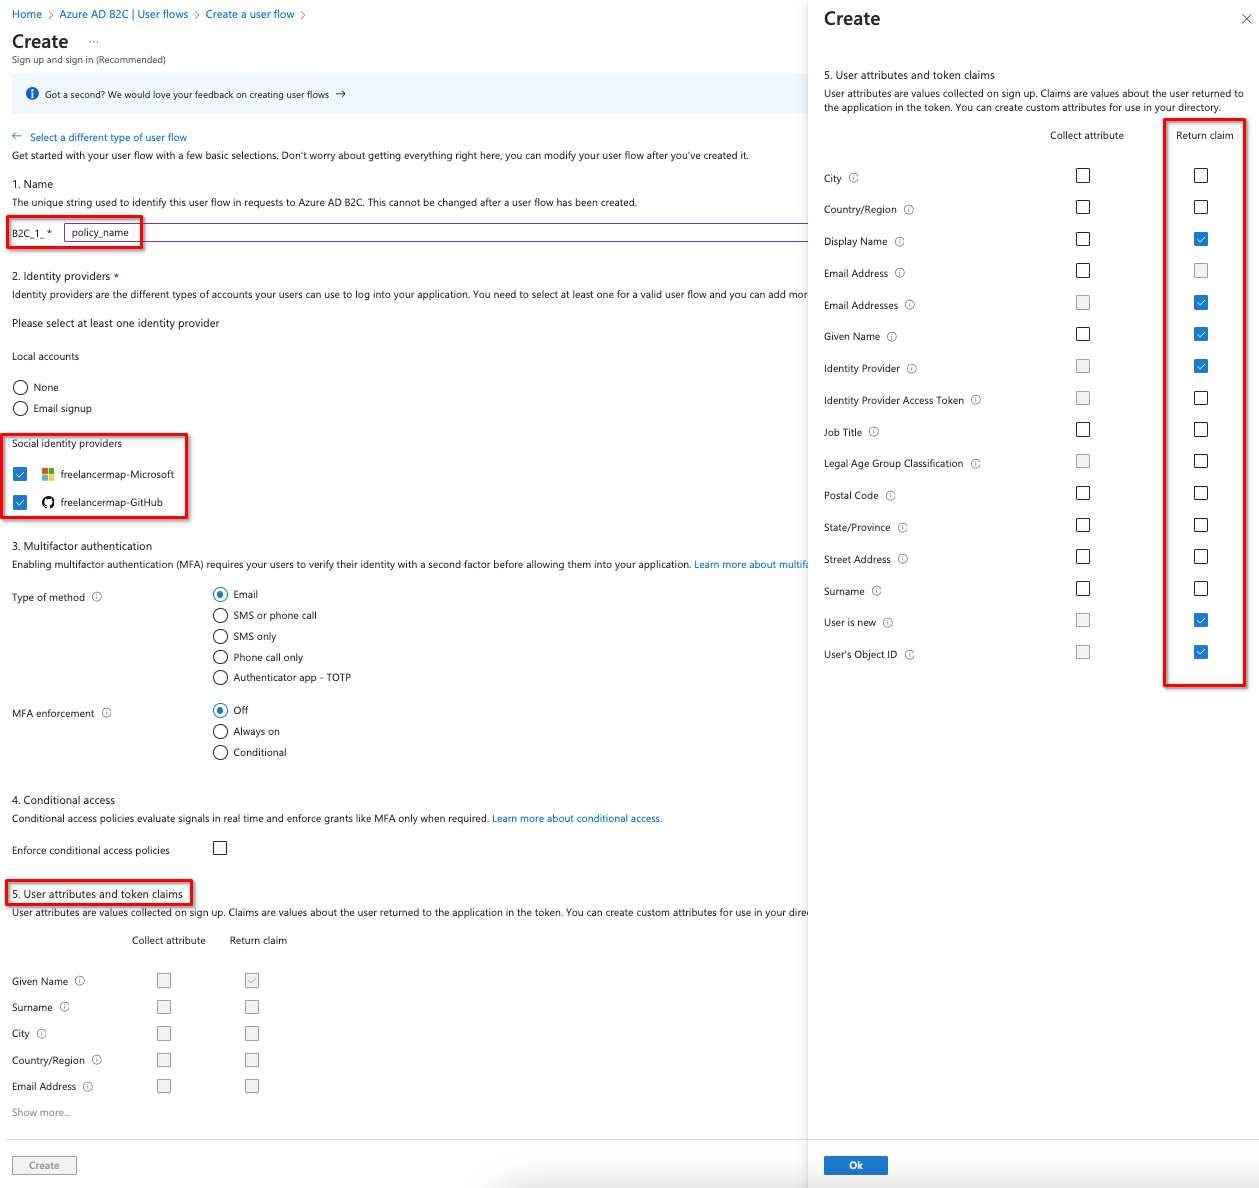 Home > Azure AD B2C | User flows > Create a user flow >
Create ...
Sign up and sign in (Recommended)
Got a second? We would love your feedback on creating user flows →
← Select a different type of user flow
Get started with your user flow with a few basic selections. Don't worry about getting everything right here, you can modify your user flow after you've created it.
1. Name
The unique string used to identify this user flow in requests to Azure AD B2C. This cannot be changed after a user flow has been created.
B2C_1_ * policy_name
2. Identity providers *
Identity providers are the different types of accounts your users can use to log into your application. You need to select at least one for a valid user flow and you can add mor
Please select at least one identity provider
Local accounts
None
Email signup
Social identity providers
freelancermap-Microsoft
freelancermap-GitHub
3. Multifactor authentication
Enabling multifactor authentication (MFA) requires your users to verify their identity with a second factor before allowing them into your application. Learn more about multifa
Type of method
Email
SMS or phone call
SMS only
Phone call only
Authenticator app - TOTP
MFA enforcement
Off
Always on
Conditional
4. Conditional access
Conditional access policies evaluate signals in real time and enforce grants like MFA only when required. Learn more about conditional access.
Enforce conditional access policies
5. User attributes and token claims
User attributes are values collected on sign up. Claims are values about the user returned to the application in the token. You can create custom attributes for use in your dire
Collect attribute Return claim
Given Name
Surname
City
Country/Region
Email Address
Show more...
Create
Create
5. User attributes and token claims
User attributes are values collected on sign up. Claims are values about the user returned to
the application in the token. You can create custom attributes for use in your directory.
Collect attribute Return claim
City
Country/Region
Display Name
Email Address
Email Addresses
Given Name
Identity Provider
Identity Provider Access Token
Job Title
Legal Age Group Classification
Postal Code
State/Province
Street Address
Surname
User is new
User's Object ID
Ok